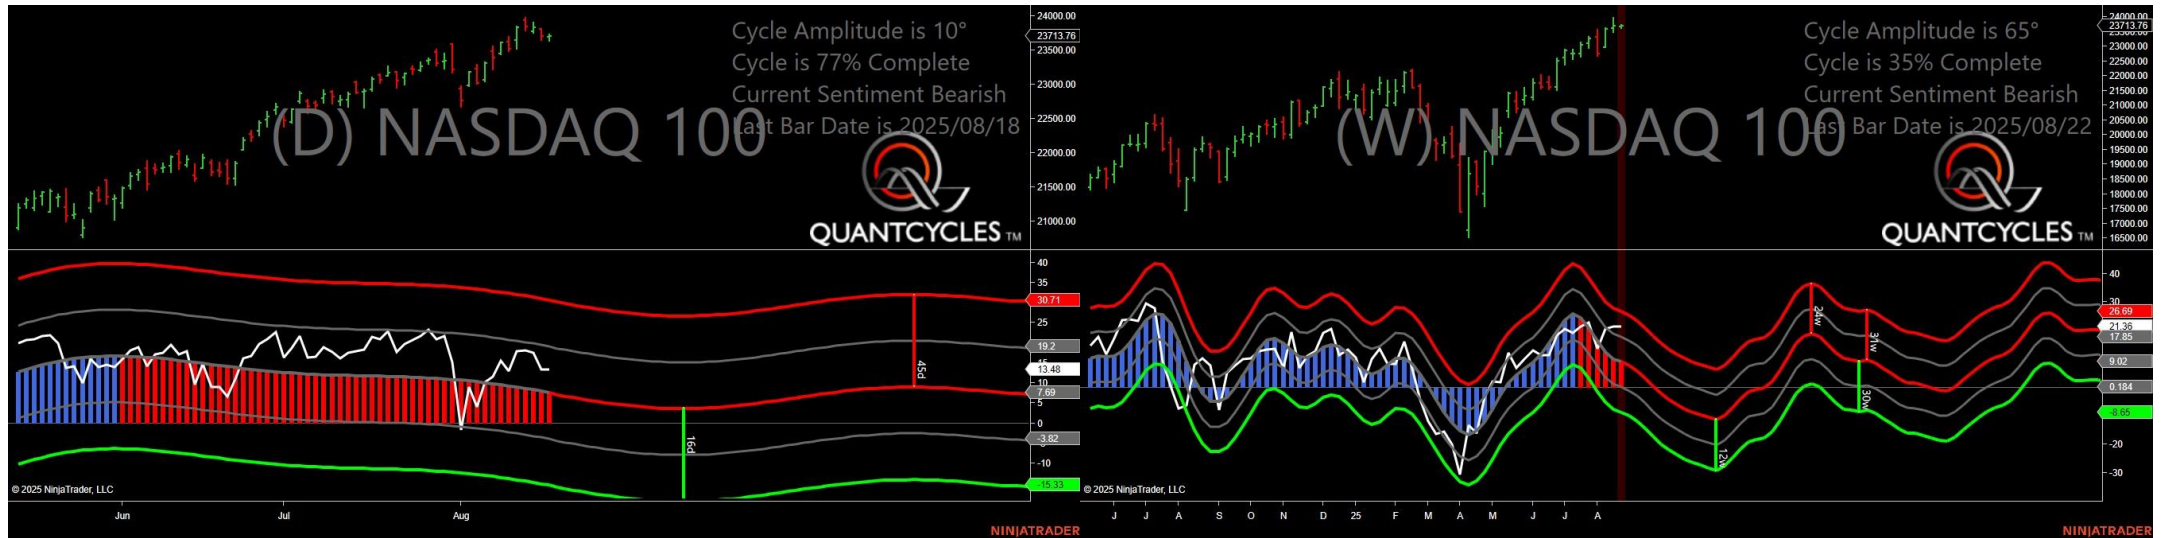 Cycle Amplitude is 10°
Cycle is 77% Complete
Current Sentiment Bearish
Last Bar Date is 2025/08/18
(D) NASDAQ 100
QUANTCYCLES TM
24000.00
23713.76
23500.00
23000.00
22500.00
22000.00
21500.00
21000.00
40
35
30.71
25
19.2
15
13.48
10
7.69
5
0
-3.82
-10
-15.33
45d
16d
© 2025 NinjaTrader, LLC
Jun
Jul
Aug
NINJATRADER
Cycle Amplitude is 65°
Cycle is 35% Complete
Current Sentiment Bearish
Last Bar Date is 2025/08/22
(W) NASDAQ 100
QUANTCYCLES TM
24000.00
23713.76
23500.00
23000.00
22500.00
22000.00
21500.00
21000.00
20500.00
20000.00
19500.00
19000.00
18500.00
18000.00
17500.00
17000.00
16500.00
40
30
26.69
21.36
17.85
9.02
0.184
-8.65
-20
-30
24w
31w
30w
12w
© 2025 NinjaTrader, LLC
J J A S O N D 25 F M A M J J A
NINJATRADER